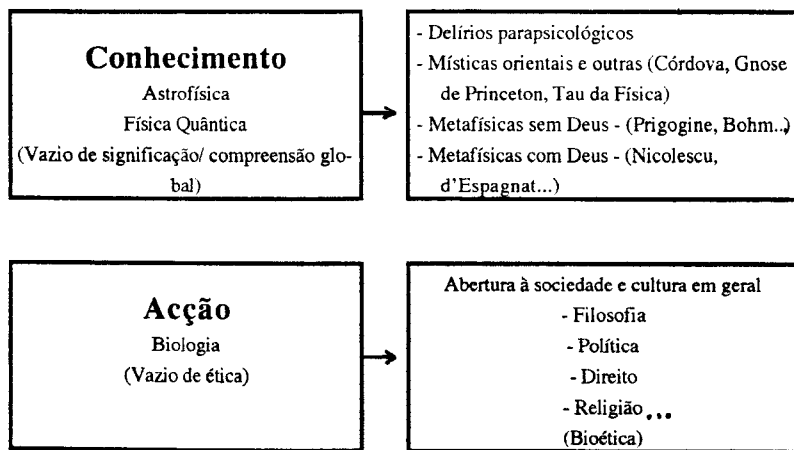 Conhecimento
Astrofísica
Física Quântica
(Vazio de significação/ compreensão glo-
bal)
- Delírios parapsicológicos
- Místicas orientais e outras (Córdova, Gnose
de Princeton, Tau da Física)
- Metafísicas sem Deus - (Prigogine, Bohm...)
- Metafísicas com Deus - (Nicolescu,
d'Espagnat...)
Acção
Biologia
(Vazio de ética)
Abertura à sociedade e cultura em geral
- Filosofia
- Política
- Direito
- Religião...
(Bioética)